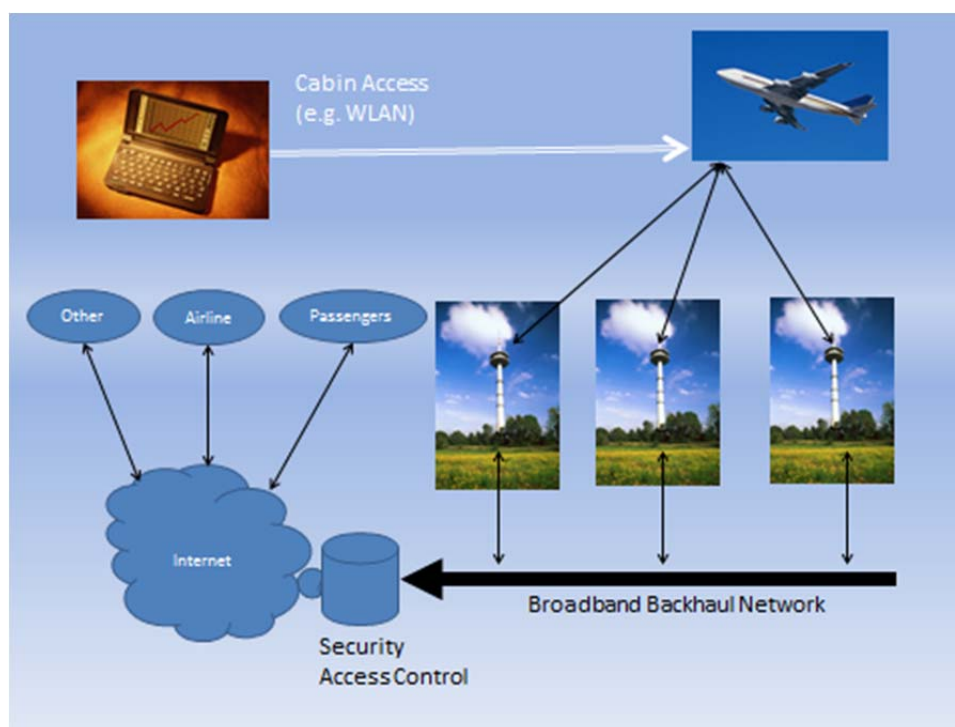 Cabin Access
(e.g. WLAN)
Other
Airline
Passengers
Internet
Broadband Backhaul Network
Security
Access Control